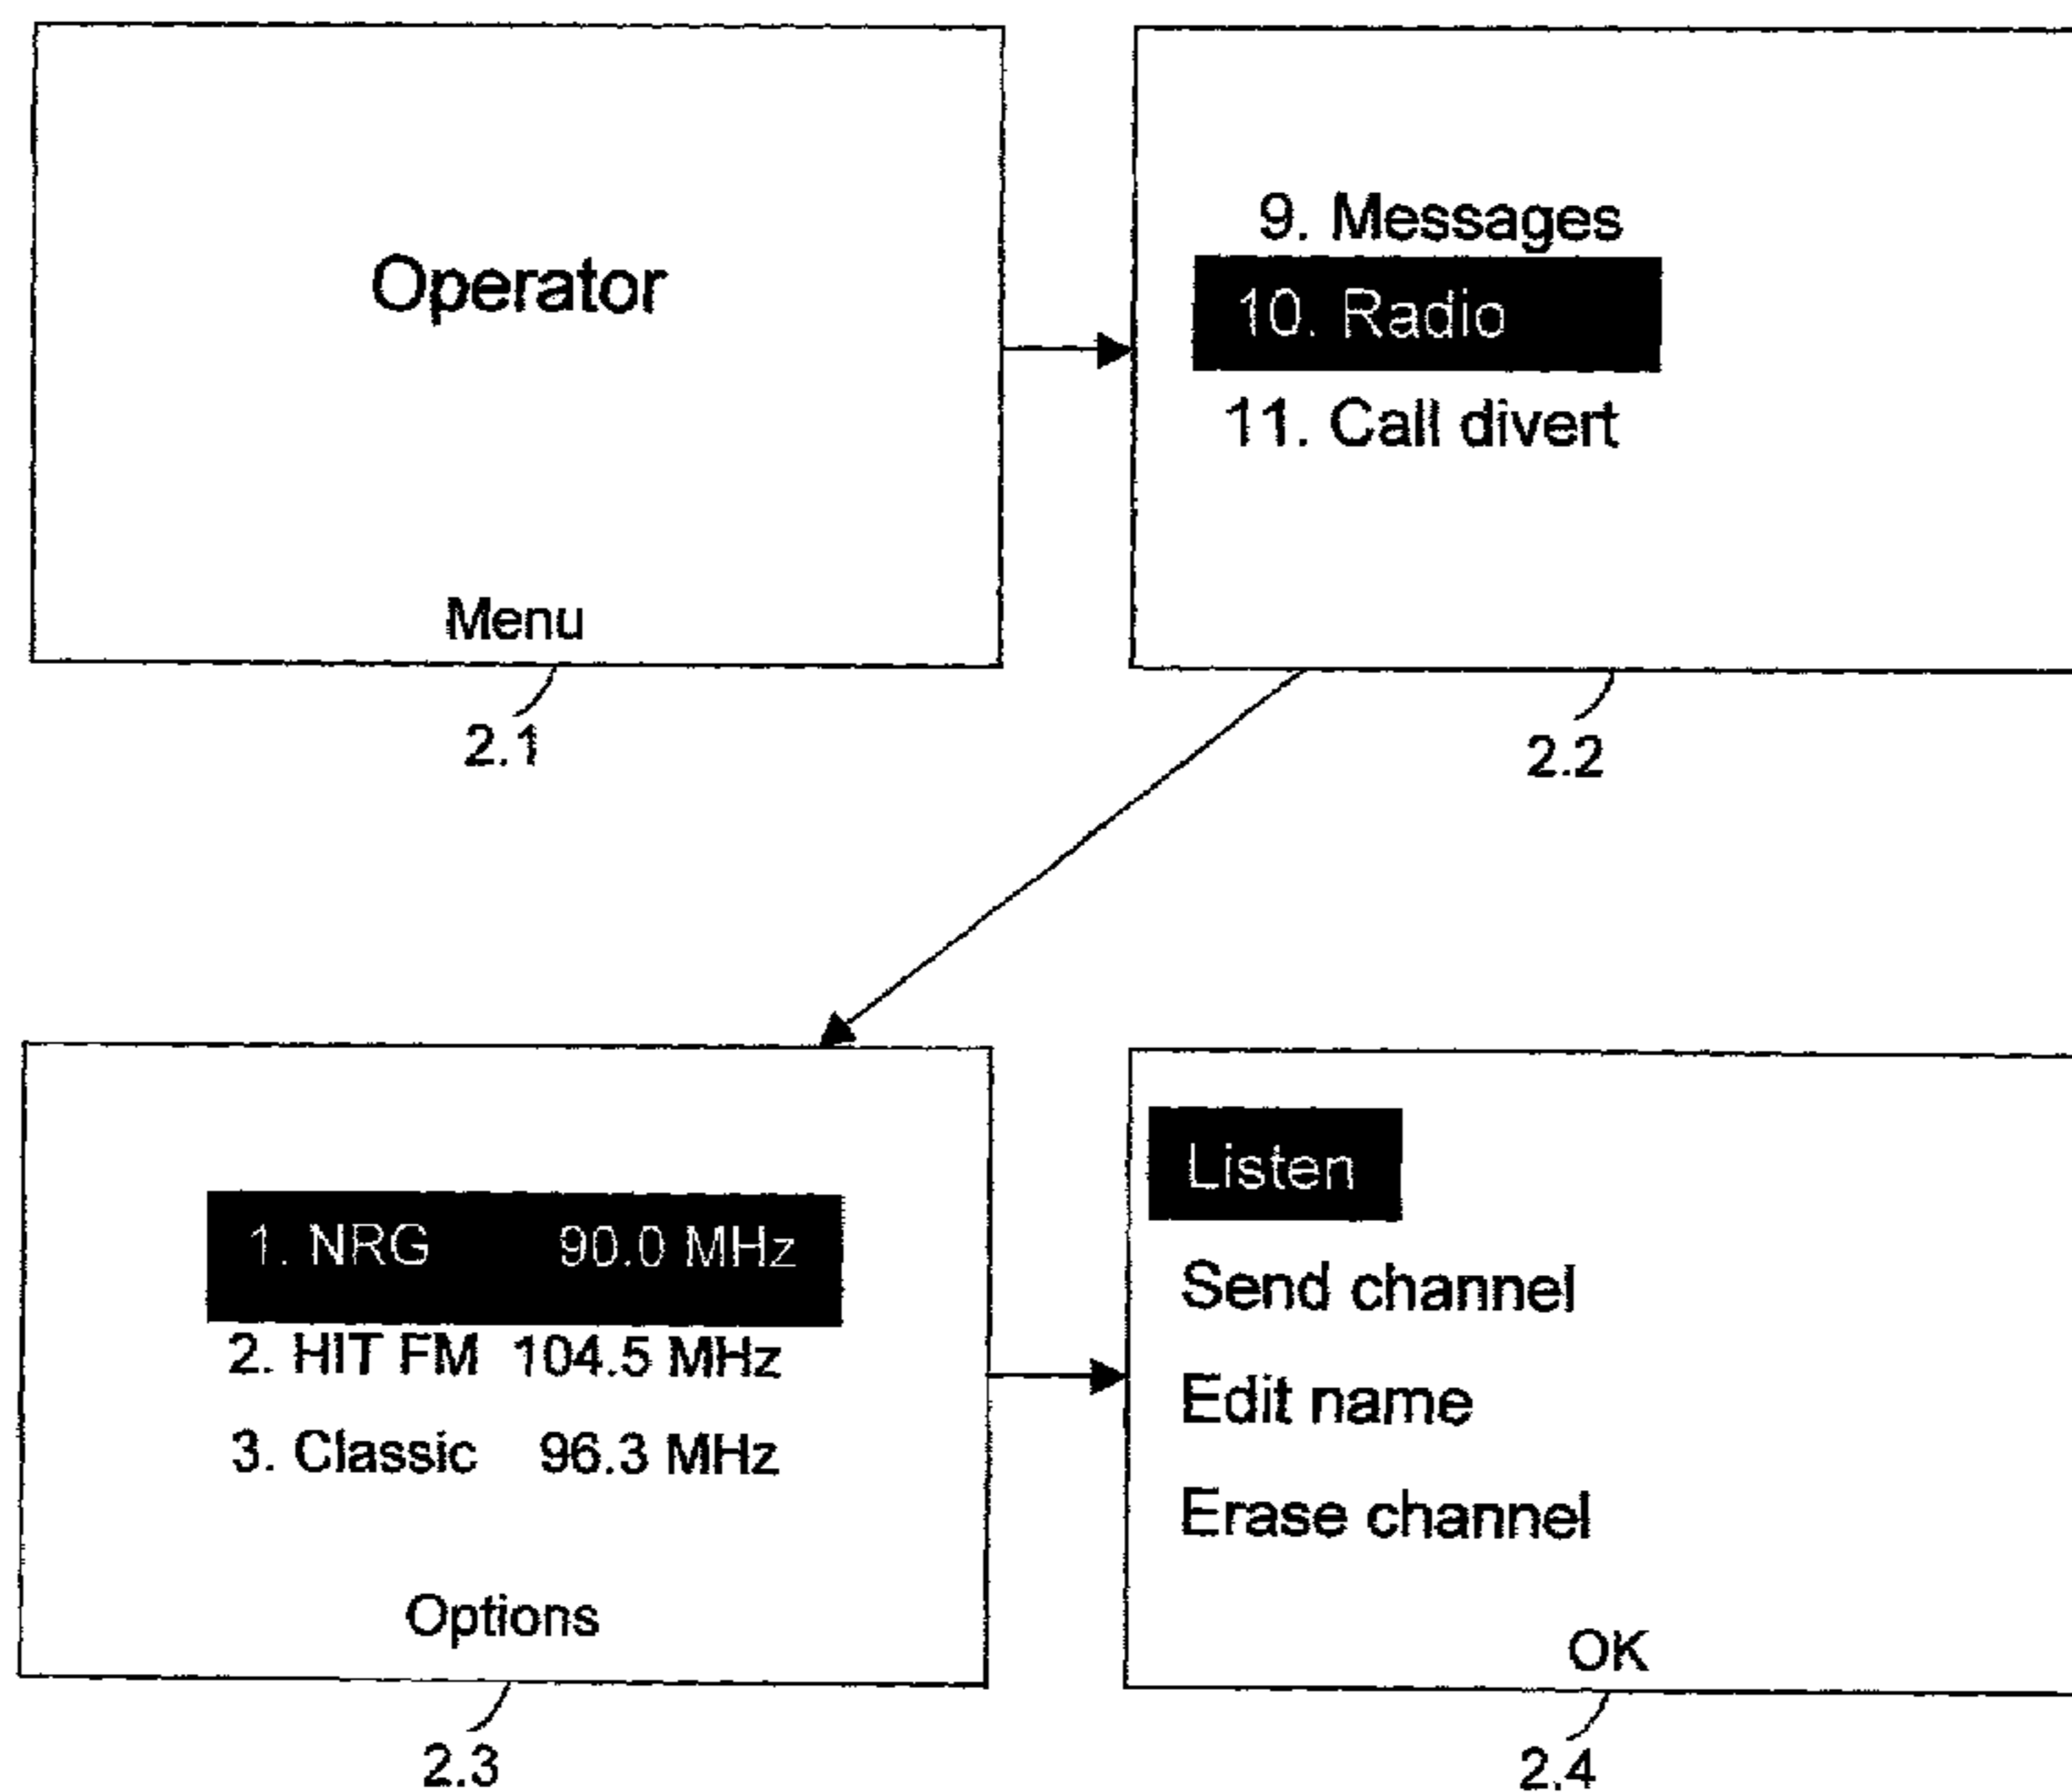 Operator
Menu
2.1
9. Messages
10. Radio
11. Call divert
2.2
1. NRG 90.0 MHz
2. HIT FM 104.5 MHz
3. Classic 96.3 MHz
Options
2.3
Listen
Send channel
Edit name
Erase channel
OK
2.4